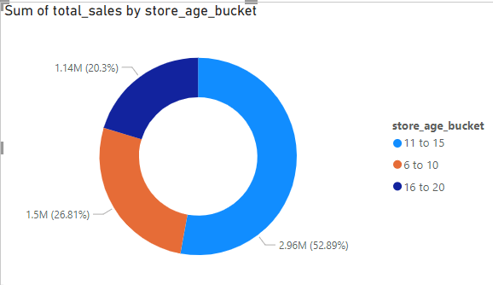 Sum of total_sales by store_age_bucket
1.14M (20.3%)
store_age_bucket
11 to 15
6 to 10
16 to 20
1.5M (26.81%)
2.96M (52.89%)